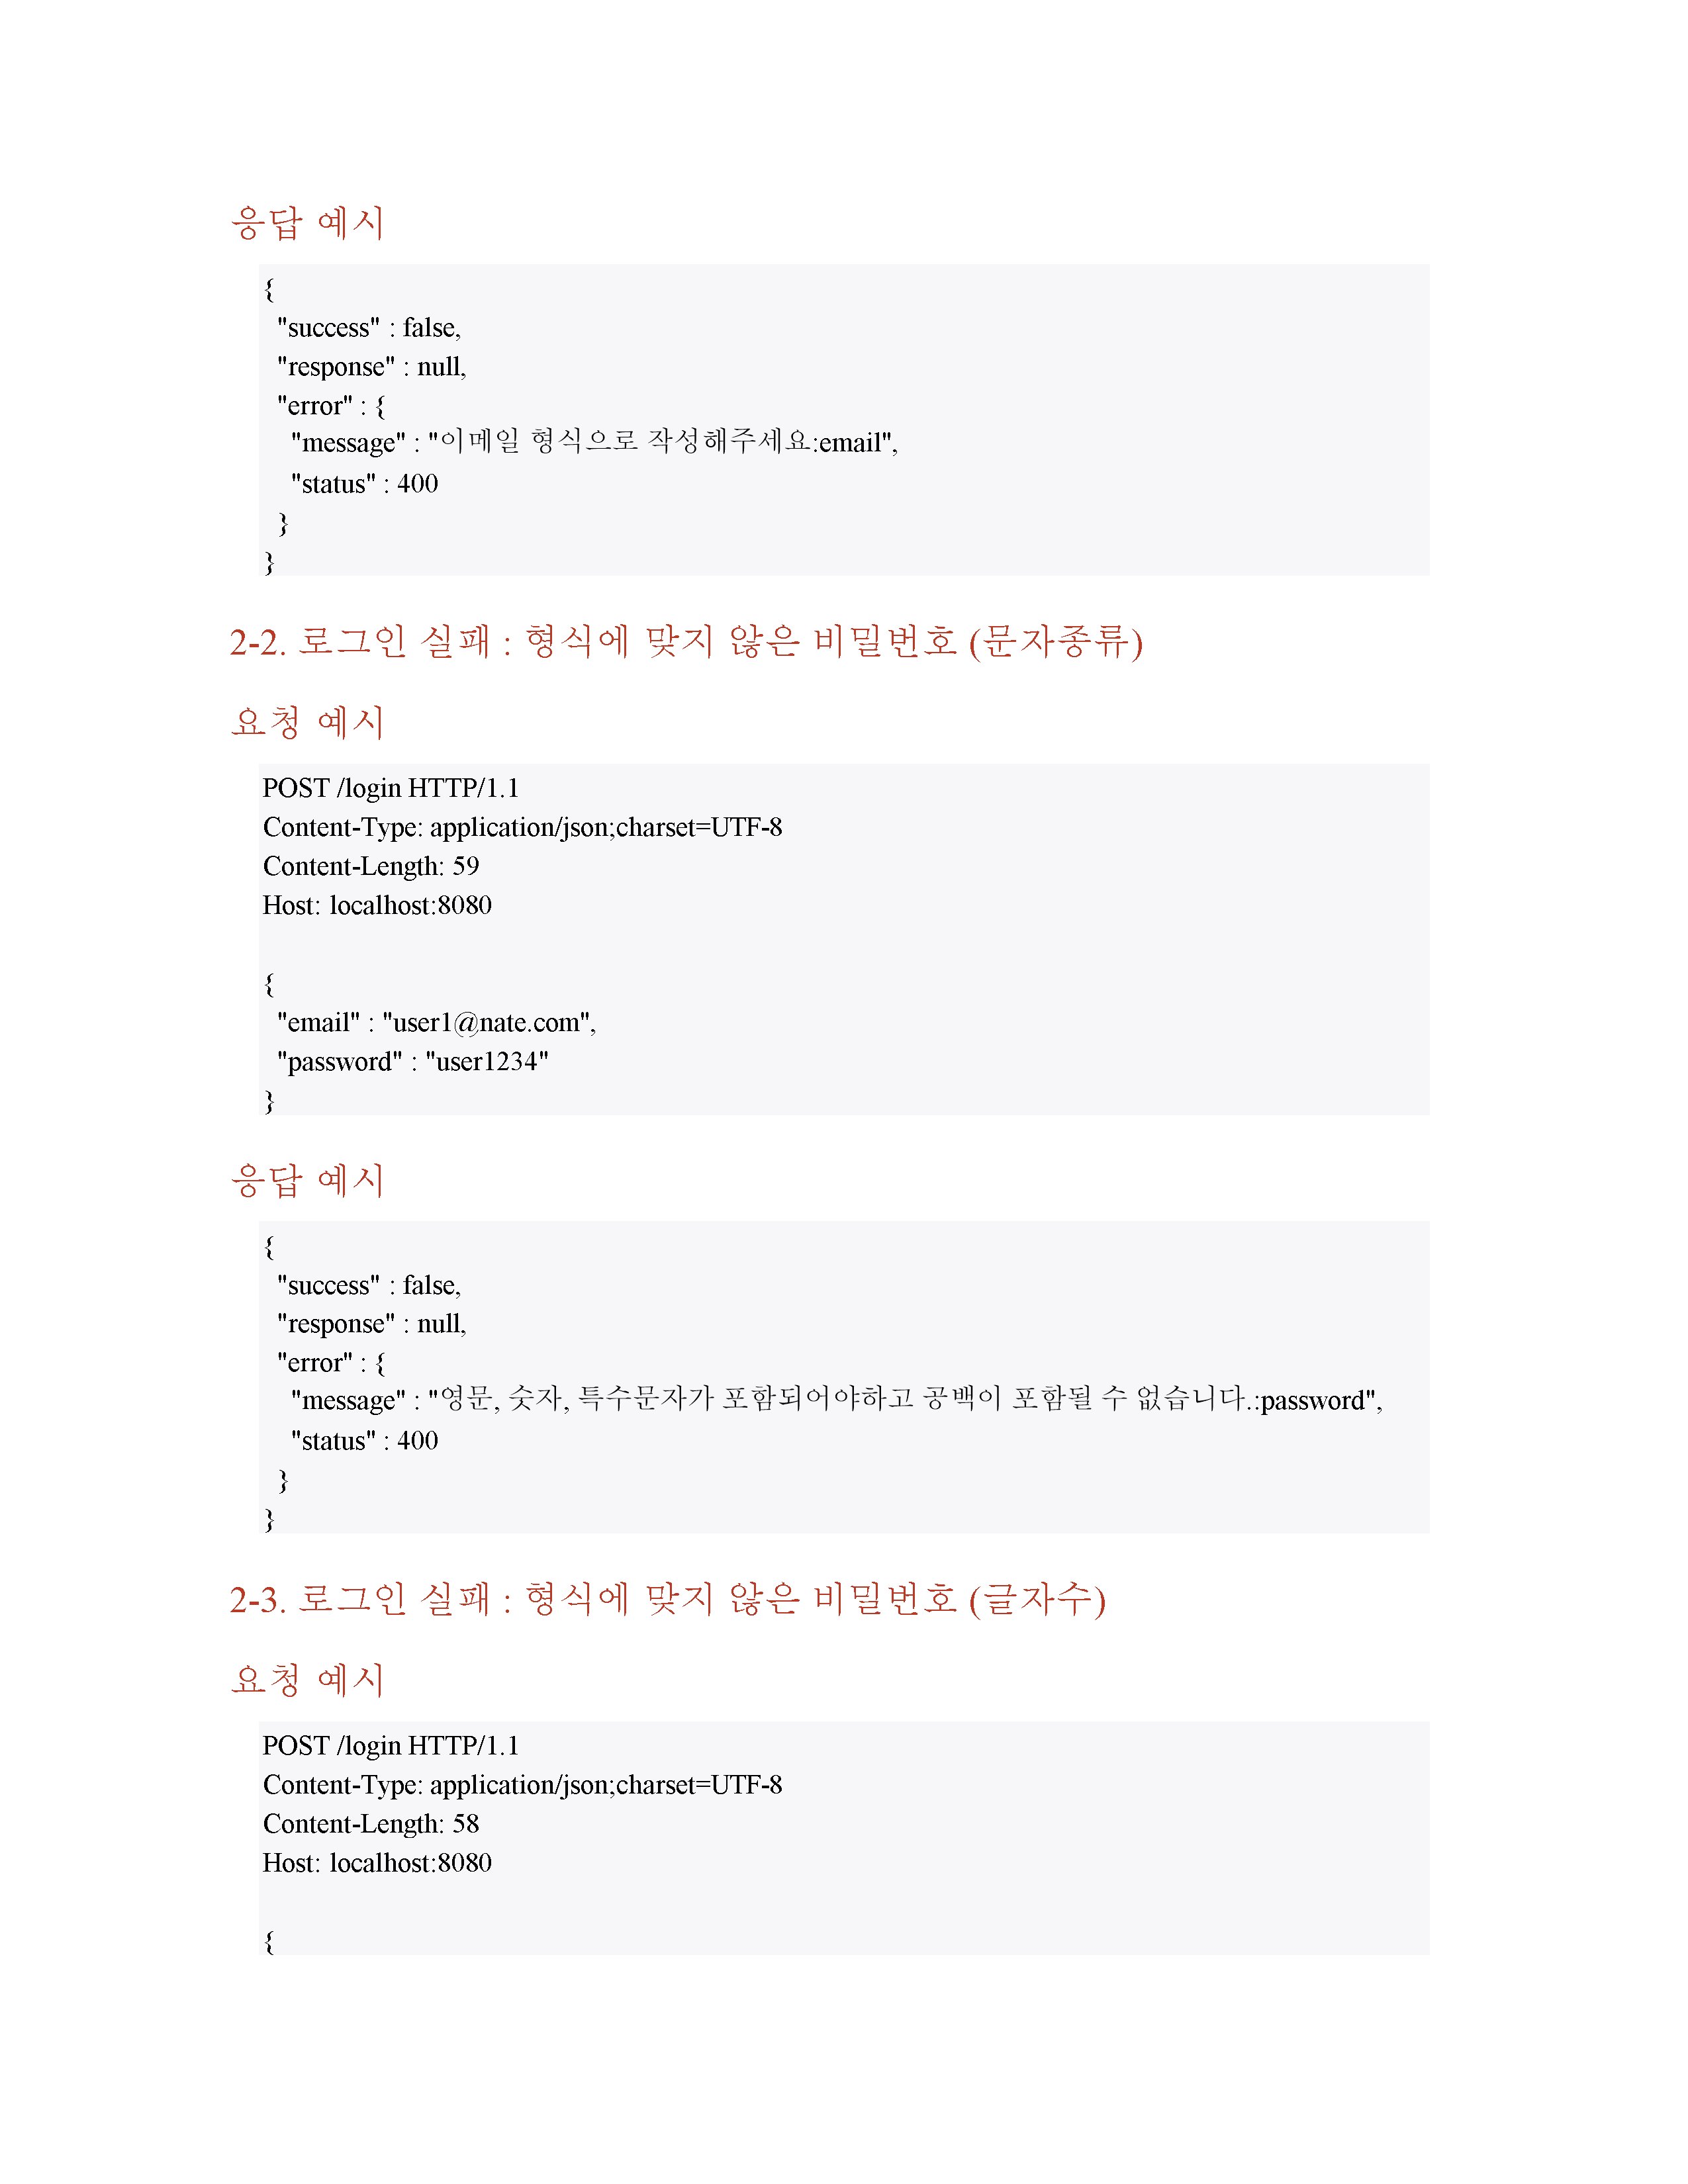 응답 예시
{
  "success" : false,
  "response" : null,
  "error" : {
    "message" : "이메일 형식으로 작성해주세요:email",
    "status" : 400
  }
}
2-2. 로그인 실패 : 형식에 맞지 않은 비밀번호 (문자종류)
요청 예시
POST /login HTTP/1.1
Content-Type: application/json;charset=UTF-8
Content-Length: 59
Host: localhost:8080
{
  "email" : "user1@nate.com",
  "password" : "user1234"
}
응답 예시
{
  "success" : false,
  "response" : null,
  "error" : {
    "message" : "영문, 숫자, 특수문자가 포함되어야하고 공백이 포함될 수 없습니다.:password",
    "status" : 400
  }
}
2-3. 로그인 실패 : 형식에 맞지 않은 비밀번호 (글자수)
요청 예시
POST /login HTTP/1.1
Content-Type: application/json;charset=UTF-8
Content-Length: 58
Host: localhost:8080
{